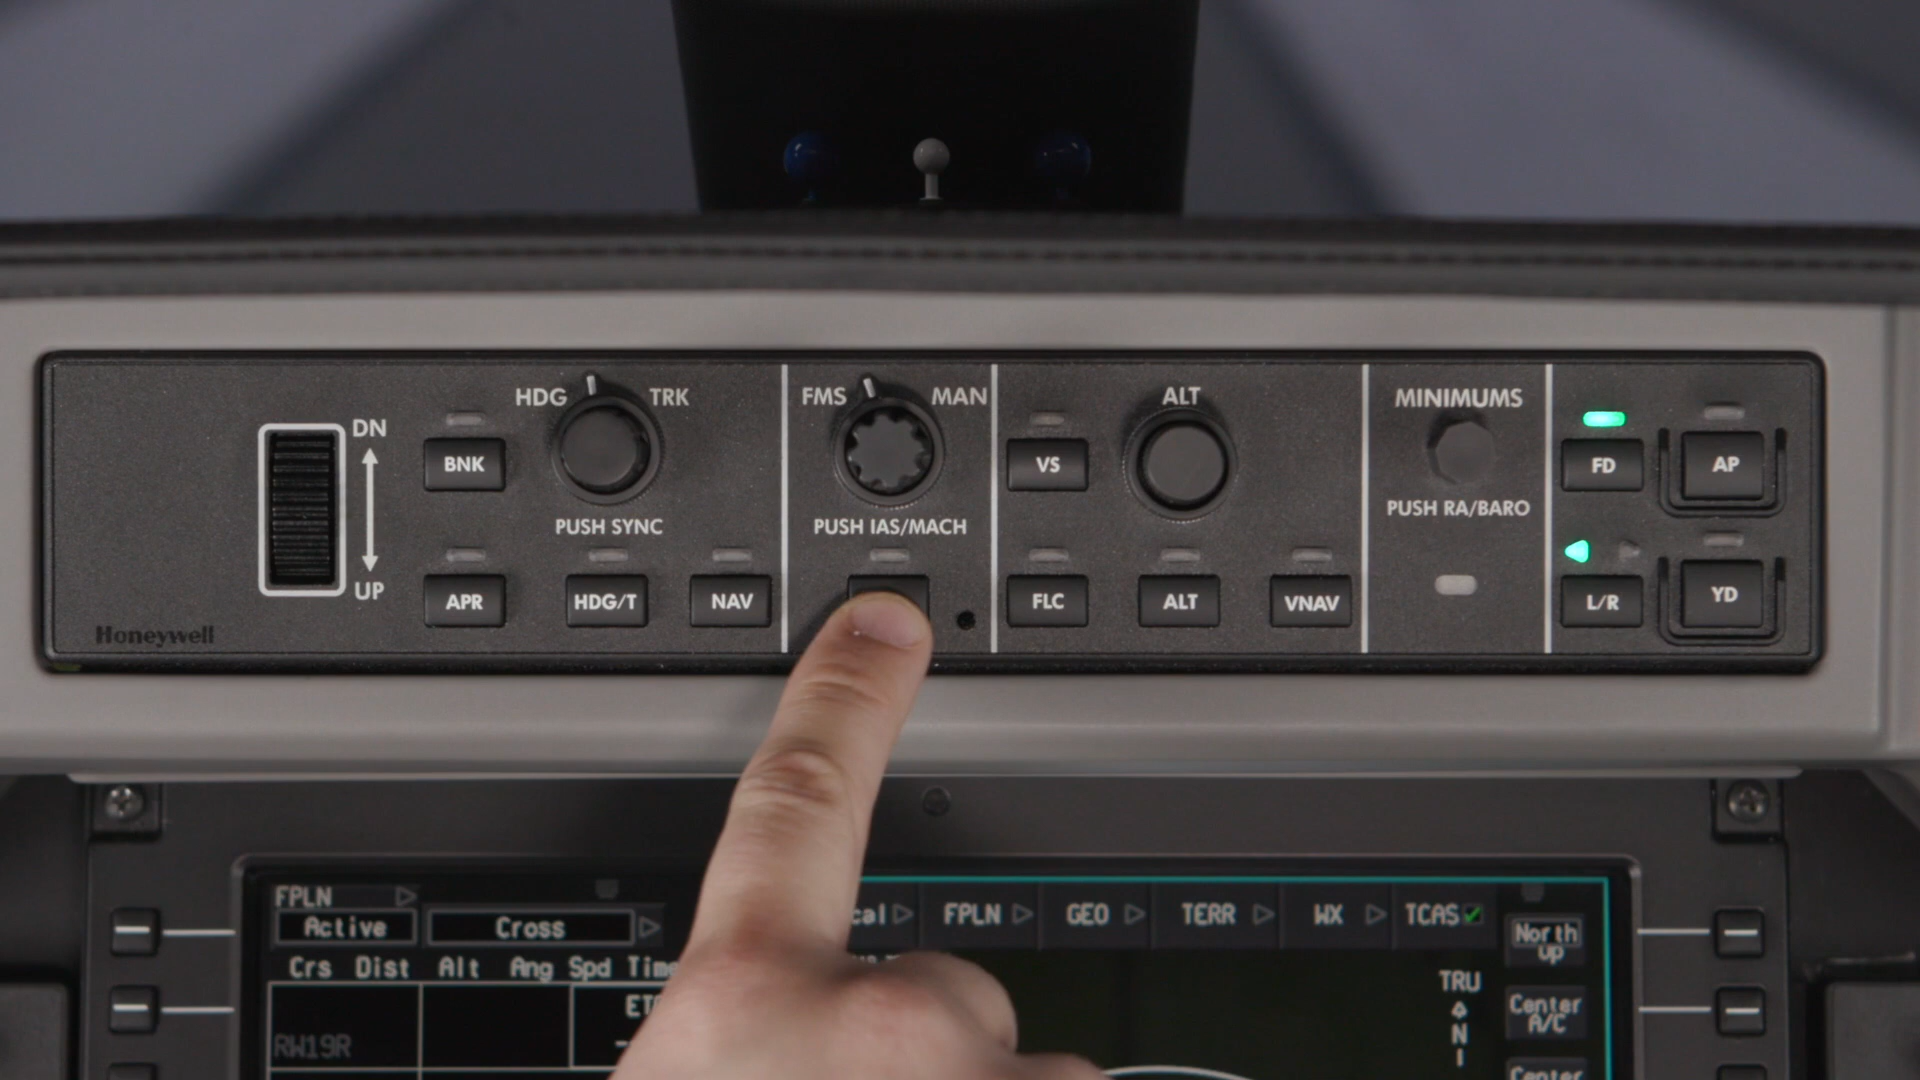 HDG TRK
FMS MAN
ALT
MINIMUMS
DN
BNK
VS
FD
AP
PUSH SYNC
PUSH IAS/MACH
PUSH RA/BARO
UP
APR
HDG/T
NAV
FLC
ALT
VNAV
L/R
YD
Honeywell
FPLN
Active
Cross
FPLN
GEO
TERR
WX
TCAS
North
up
Crs Dist Alt Ang Spd Time
TRU
N
Center
A/C
RW19R
Center